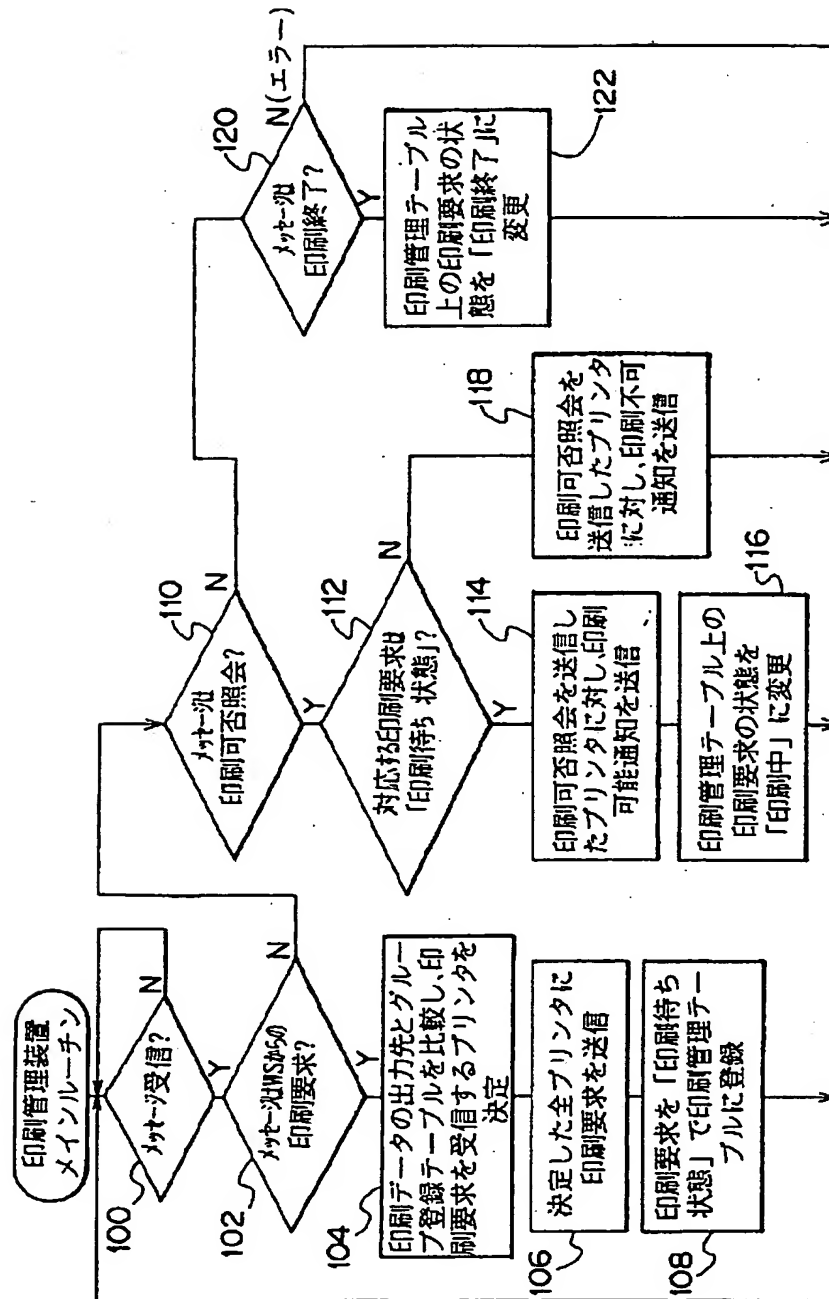 印刷管理装置
メインルーチン
100
メッセージ受信?
N
Y
102
メッセージはWSからの
印刷要求?
N
Y
104
印刷データの出力先とグルー
プ登録テーブルを比較し、印
刷要求を受信するプリンタを
決定
106
決定した全プリンタに
印刷要求を送信
108
印刷要求を「印刷待ち
状態」で印刷管理テー
ブルに登録
110
メッセージは
印刷可否照会?
N
Y
112
対応する印刷要求は
「印刷待ち状態」?
N
Y
114
印刷可否照会を送信し
たプリンタに対し、印刷
可能通知を送信
116
印刷管理テーブル上の
印刷要求の状態を
「印刷中」に変更
118
印刷可否照会を
送信したプリンタ
に対し、印刷不可
通知を送信
120
メッセージは
印刷終了?
N(エラー)
Y
122
印刷管理テーブル
上の印刷要求の状
態を「印刷終了」に
変更